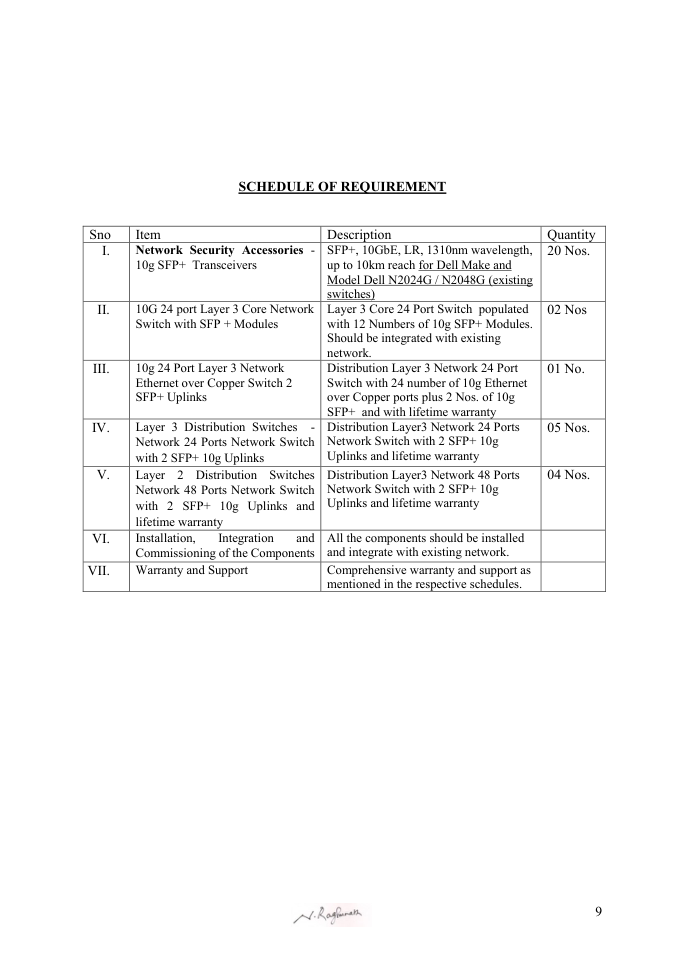 SCHEDULE OF REQUIREMENT
Sno Item Description Quantity
I. Network Security Accessories - SFP+, 10GbE, LR, 1310nm wavelength, 20 Nos.
10g SFP+ Transceivers up to 10km reach for Dell Make and
Model Dell N2024G / N2048G (existing
switches)
II. 10G 24 port Layer 3 Core Network Layer 3 Core 24 Port Switch populated 02 Nos
Switch with SFP + Modules with 12 Numbers of 10g SFP+ Modules.
Should be integrated with existing
network.
III. 10g 24 Port Layer 3 Network Distribution Layer 3 Network 24 Port 01 No.
Ethernet over Copper Switch 2 Switch with 24 number of 10g Ethernet
SFP+ Uplinks over Copper ports plus 2 Nos. of 10g
SFP+ and with lifetime warranty
IV. Layer 3 Distribution Switches - Distribution Layer3 Network 24 Ports 05 Nos.
Network 24 Ports Network Switch Network Switch with 2 SFP+ 10g
with 2 SFP+ 10g Uplinks Uplinks and lifetime warranty
V. Layer 2 Distribution Switches Distribution Layer3 Network 48 Ports 04 Nos.
Network 48 Ports Network Switch Network Switch with 2 SFP+ 10g
with 2 SFP+ 10g Uplinks and Uplinks and lifetime warranty
lifetime warranty
VI. Installation, Integration and All the components should be installed
Commissioning of the Components and integrate with existing network.
VII. Warranty and Support Comprehensive warranty and support as
mentioned in the respective schedules.
N. Raghunath
9